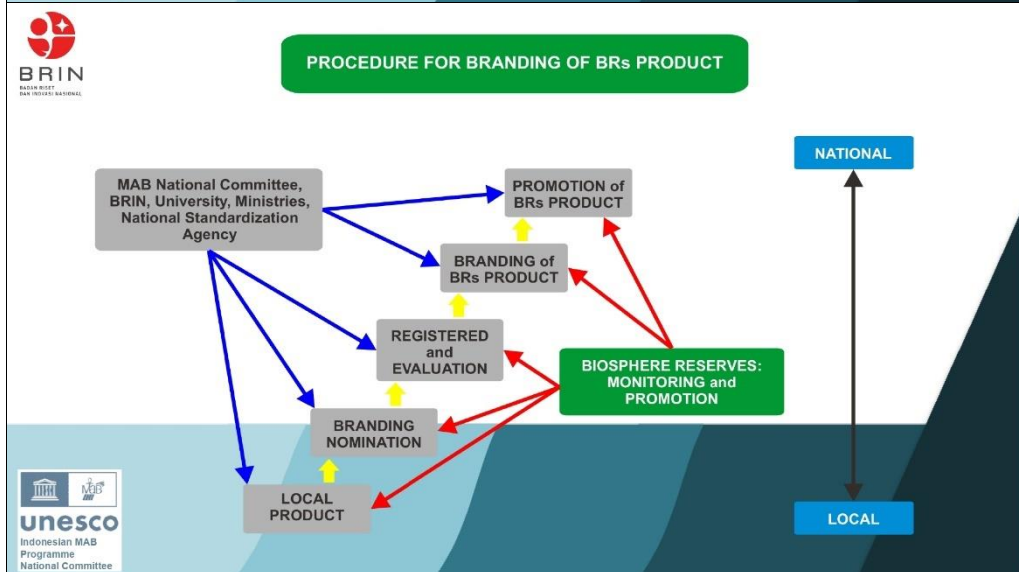 BRIN
BADAN RISET
DAN INOVASI NASIONAL
PROCEDURE FOR BRANDING OF BRs PRODUCT
NATIONAL
MAB National Committee,
BRIN, University, Ministries,
National Standardization
Agency
PROMOTION of
BRs PRODUCT
BRANDING of
BRs PRODUCT
REGISTERED
and
EVALUATION
BIOSPHERE RESERVES:
MONITORING and
PROMOTION
BRANDING
NOMINATION
LOCAL
PRODUCT
LOCAL
MaB
unesco
Indonesian MAB
Programme
National Committee